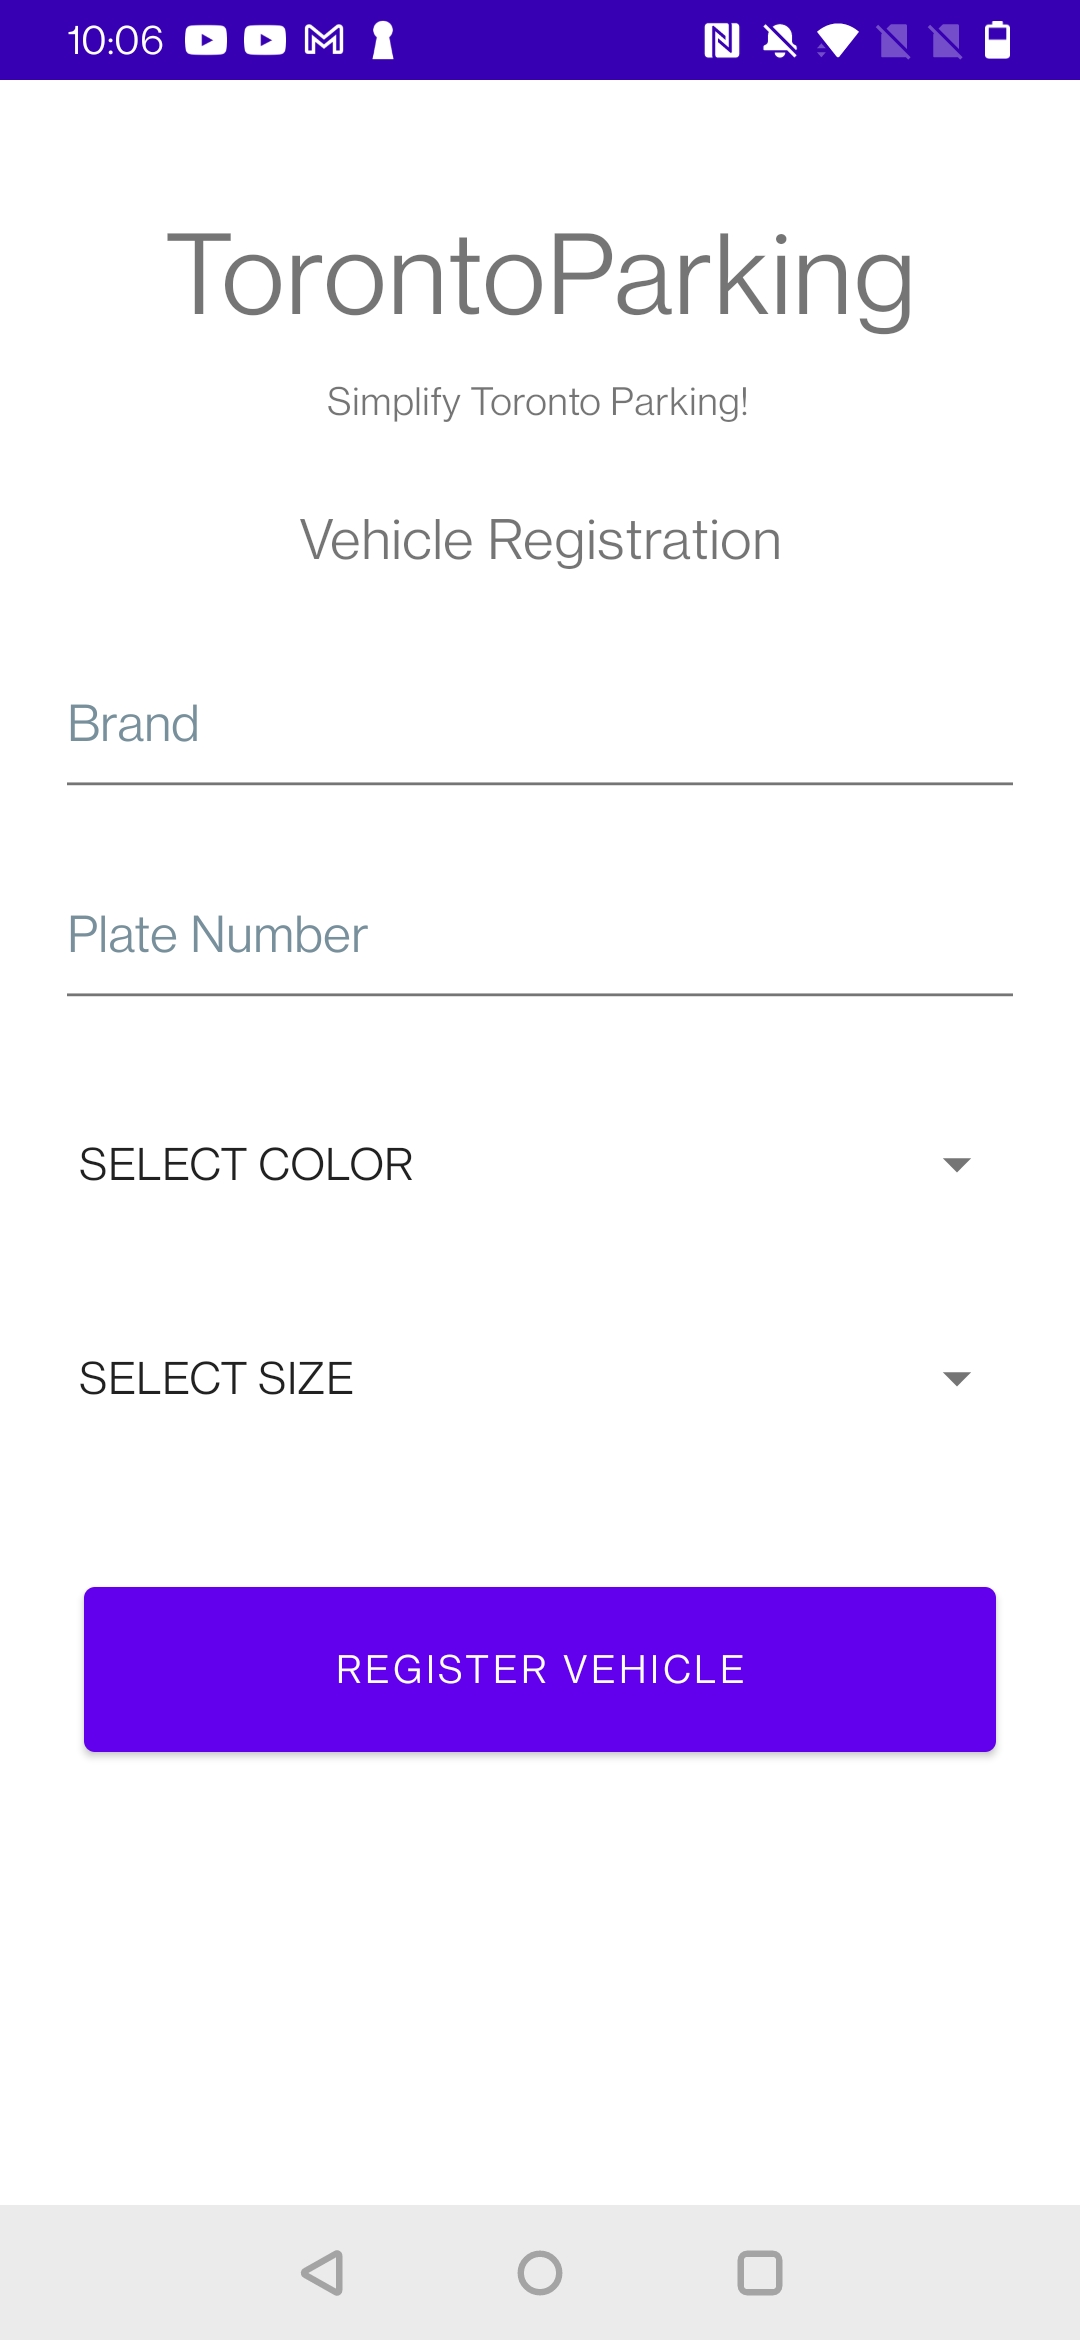 10:06
TorontoParking
Simplify Toronto Parking!
Vehicle Registration
Brand
Plate Number
SELECT COLOR
SELECT SIZE
REGISTER VEHICLE